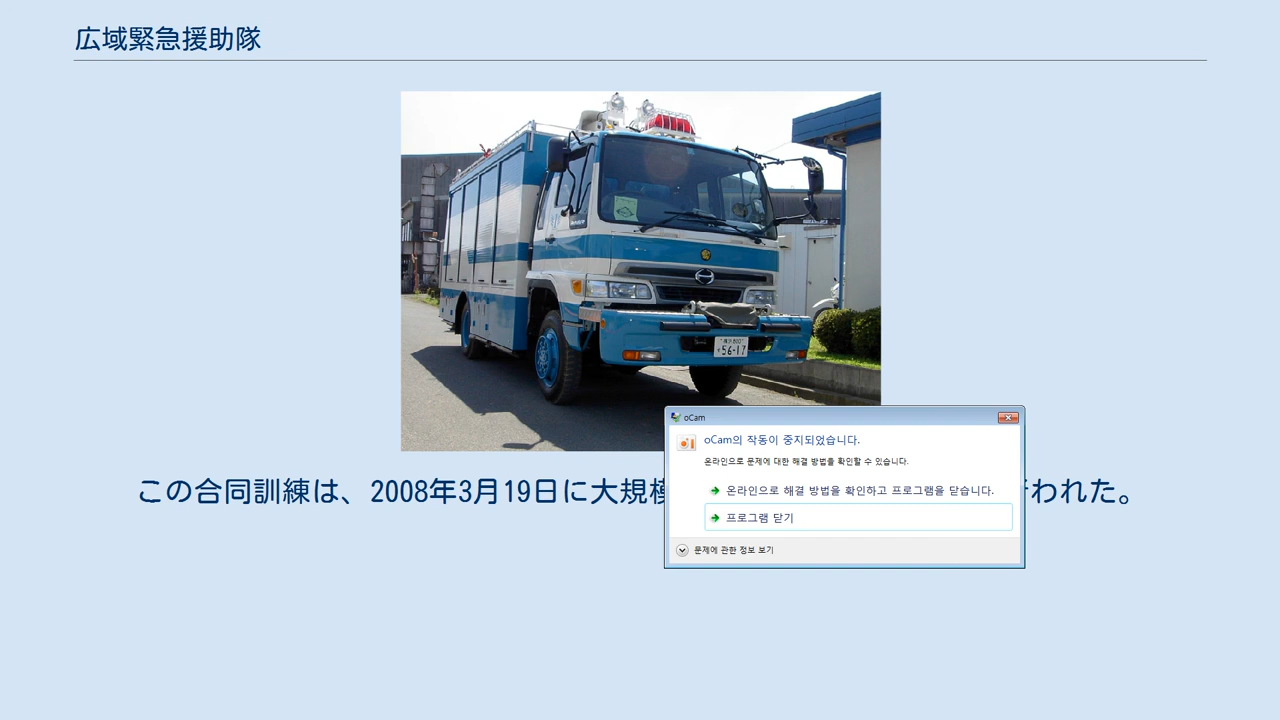 広域緊急援助隊
56-17
oCam
oCam의 작동이 중지되었습니다.
온라인으로 문제에 대한 해결 방법을 확인할 수 있습니다.
この合同訓練は、2008年3月19日に大規
われた。
온라인으로 해결 방법을 확인하고 프로그램을 닫습니다.
프로그램 닫기
문제에 관한 정보 보기